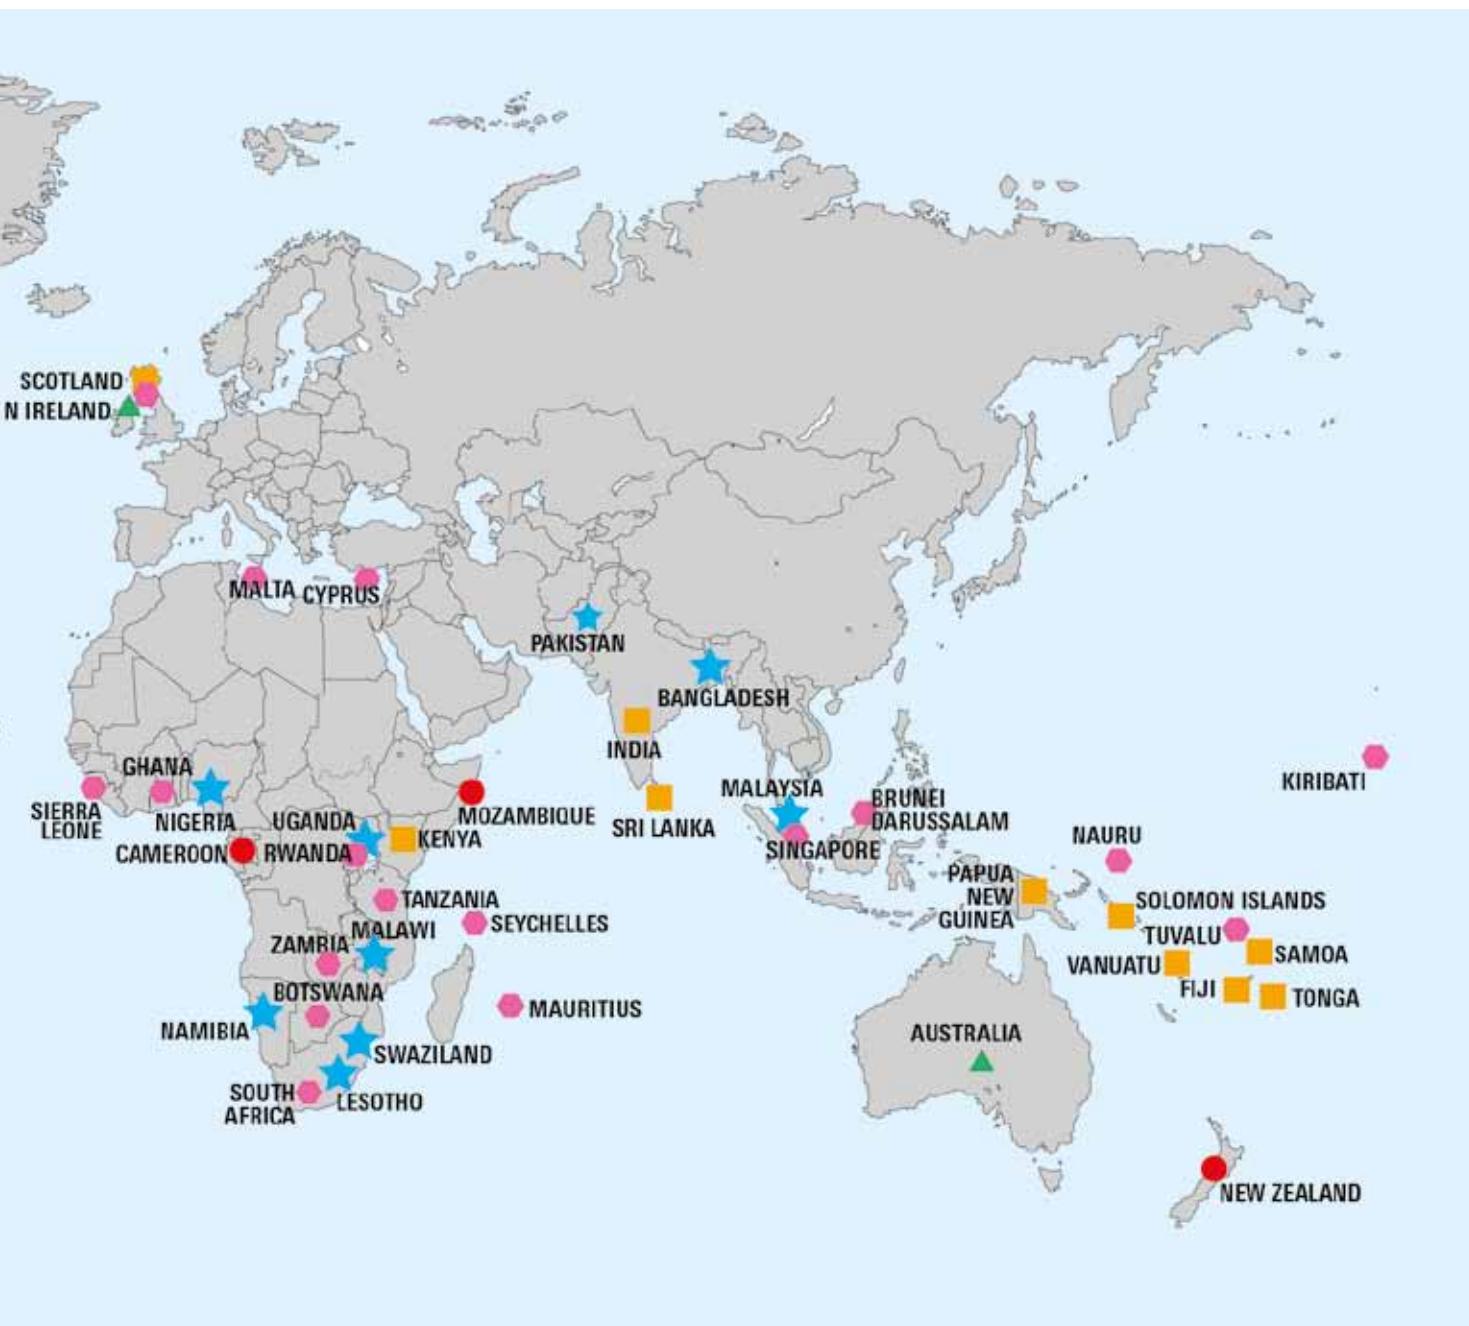 SCOTLAND
N IRELAND
MALTA
CYPRUS
PAKISTAN
BANGLADESH
INDIA
SRI LANKA
MALAYSIA
SINGAPORE
BRUNEI
DARUSSALAM
KIRIBATI
NAURU
GHANA
SIERRA
LEONE
NIGERIA
UGANDA
MOZAMBIQUE
KENYA
CAMEROON
RWANDA
TANZANIA
SEYCHELLES
MALAWI
ZAMBIA
BOTSWANA
MAURITIUS
NAMIBIA
SWAZILAND
SOUTH
AFRICA
LESOTHO
PAPUA
NEW
GUINEA
SOLOMON ISLANDS
TUVALU
SAMOA
VANUATU
FIJI
TONGA
AUSTRALIA
NEW ZEALAND